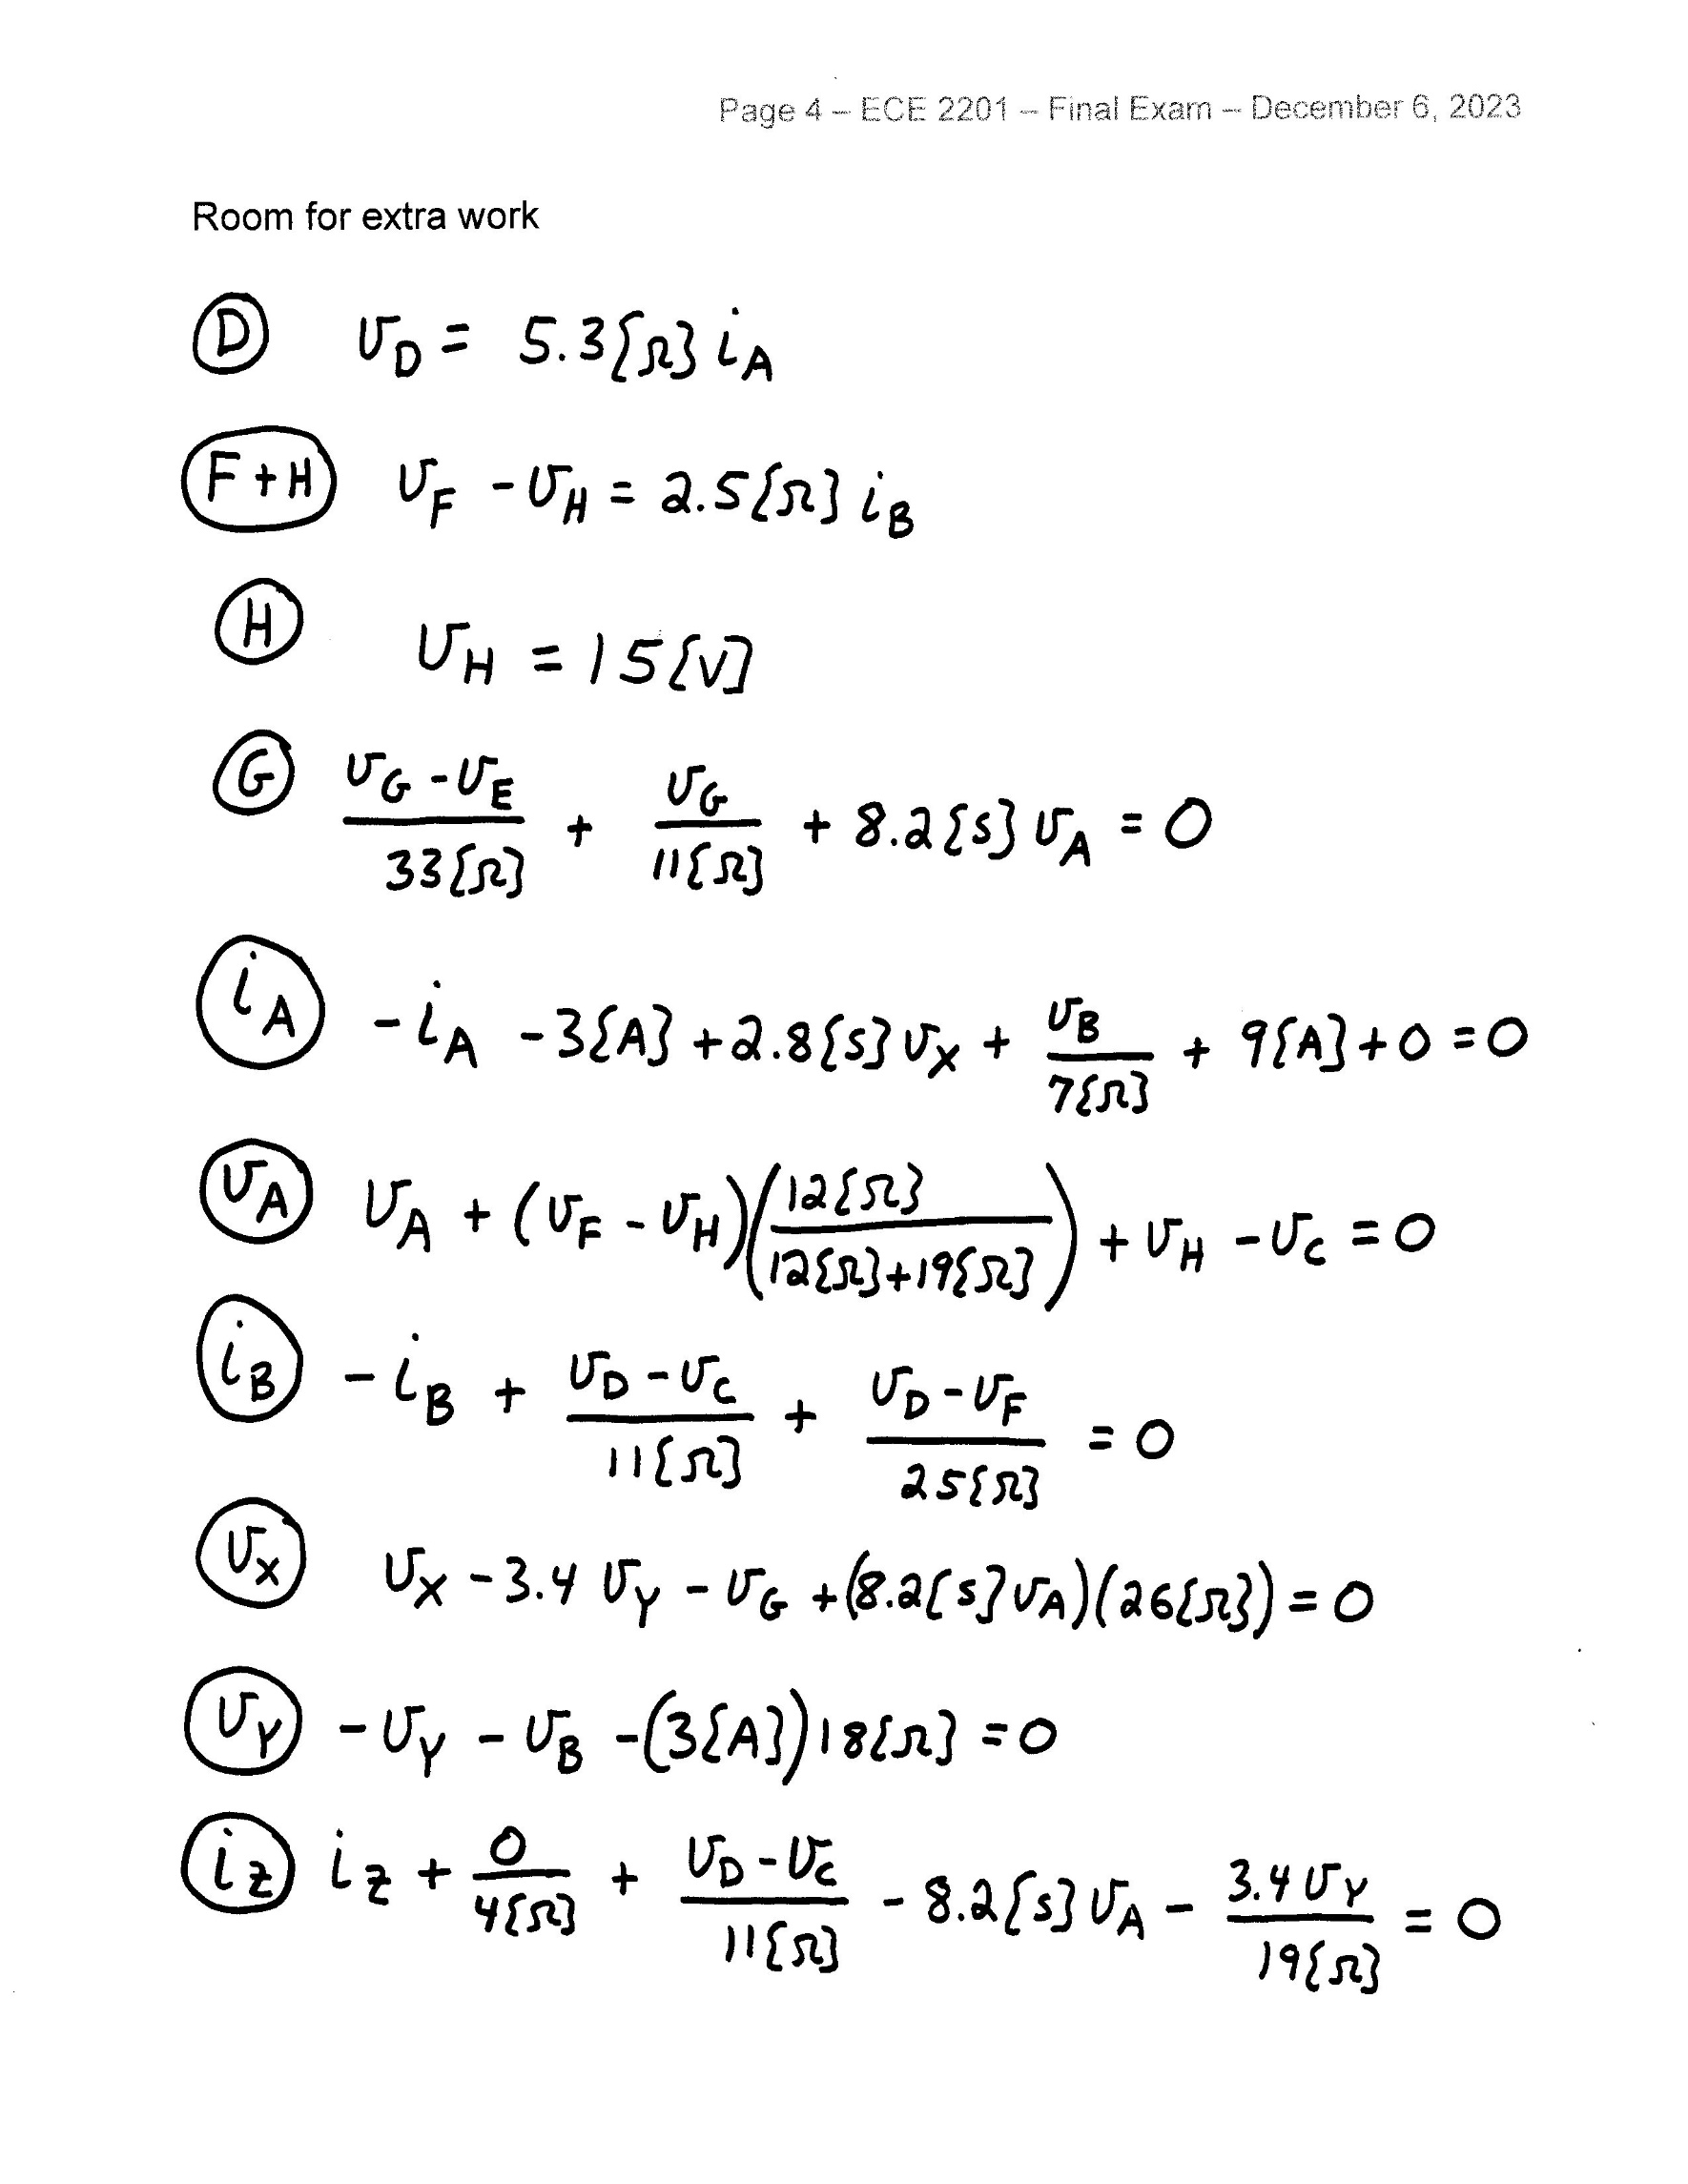 Page 4 – ECE 2201 – Final Exam – December 6, 2023
Room for extra work
(D) v_D = 5.3[Ω] i_A
(F+H) v_F - v_H = 2.5[Ω] i_B
(H) v_H = 15[V]
(G) (v_G - v_E)/33[Ω] + v_G/11[Ω] + 8.2[S] v_A = 0
(i_A) -i_A - 3[A] + 2.8[S] v_X + v_B/7[Ω] + 9[A] + 0 = 0
(v_A) v_A + (v_F - v_H)(12[Ω]/(12[Ω]+19[Ω])) + v_H - v_C = 0
(i_B) -i_B + (v_D - v_C)/11[Ω] + (v_D - v_F)/25[Ω] = 0
(v_X) v_X - 3.4 v_Y - v_G + (8.2[S] v_A)(26[Ω]) = 0
(v_Y) -v_Y - v_B - (3[A])18[Ω] = 0
(i_Z) i_Z + 0/4[Ω] + (v_D - v_C)/11[Ω] - 8.2[S] v_A - 3.4 v_Y/19[Ω] = 0